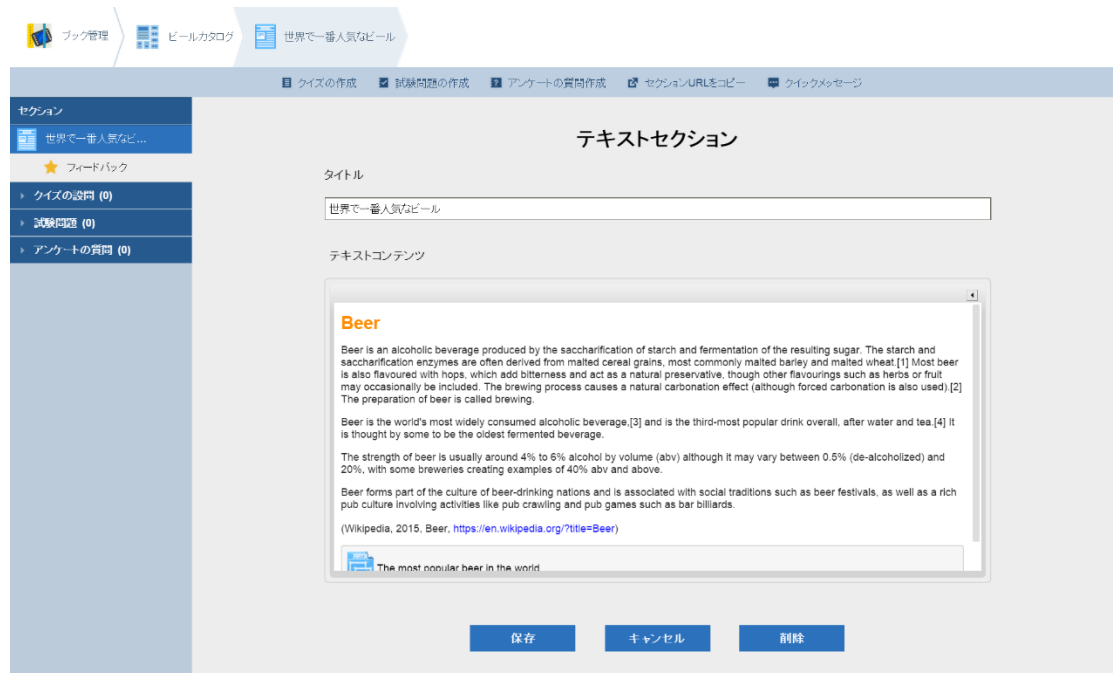 ブック管理 ビールカタログ 世界で一番人気なビール
クイズの作成 試験問題の作成 アンケートの質問作成 セクションURLをコピー クイックメッセージ
セクション
世界で一番人気なビ...
フィードバック
クイズの設問 (0)
試験問題 (0)
アンケートの質問 (0)
テキストセクション
タイトル
世界で一番人気なビール
テキストコンテンツ
Beer
Beer is an alcoholic beverage produced by the saccharification of starch and fermentation of the resulting sugar. The starch and
saccharification enzymes are often derived from malted cereal grains, most commonly malted barley and malted wheat.[1] Most beer
is also flavoured with hops, which add bitterness and act as a natural preservative, though other flavourings such as herbs or fruit
may occasionally be included. The brewing process causes a natural carbonation effect (although forced carbonation is also used).[2]
The preparation of beer is called brewing.
Beer is the world's most widely consumed alcoholic beverage,[3] and is the third-most popular drink overall, after water and tea.[4] It
is thought by some to be the oldest fermented beverage.
The strength of beer is usually around 4% to 6% alcohol by volume (abv) although it may vary between 0.5% (de-alcoholized) and
20%, with some breweries creating examples of 40% abv and above.
Beer forms part of the culture of beer-drinking nations and is associated with social traditions such as beer festivals, as well as a rich
pub culture involving activities like pub crawling and pub games such as bar billiards.
(Wikipedia, 2015, Beer, https://en.wikipedia.org/?title=Beer)
The most popular beer in the world
保存 キャンセル 削除